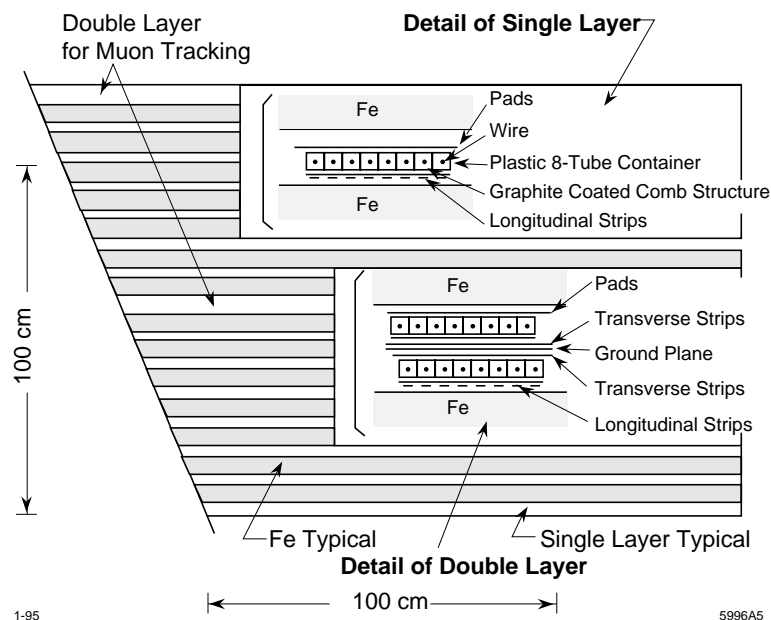 Double Layer
for Muon Tracking
Detail of Single Layer
Fe
Pads
Wire
Plastic 8-Tube Container
Graphite Coated Comb Structure
Fe
Longitudinal Strips
100 cm
Fe
Pads
Transverse Strips
Ground Plane
Transverse Strips
Fe
Longitudinal Strips
Fe Typical
Single Layer Typical
Detail of Double Layer
100 cm
1-95
5996A5